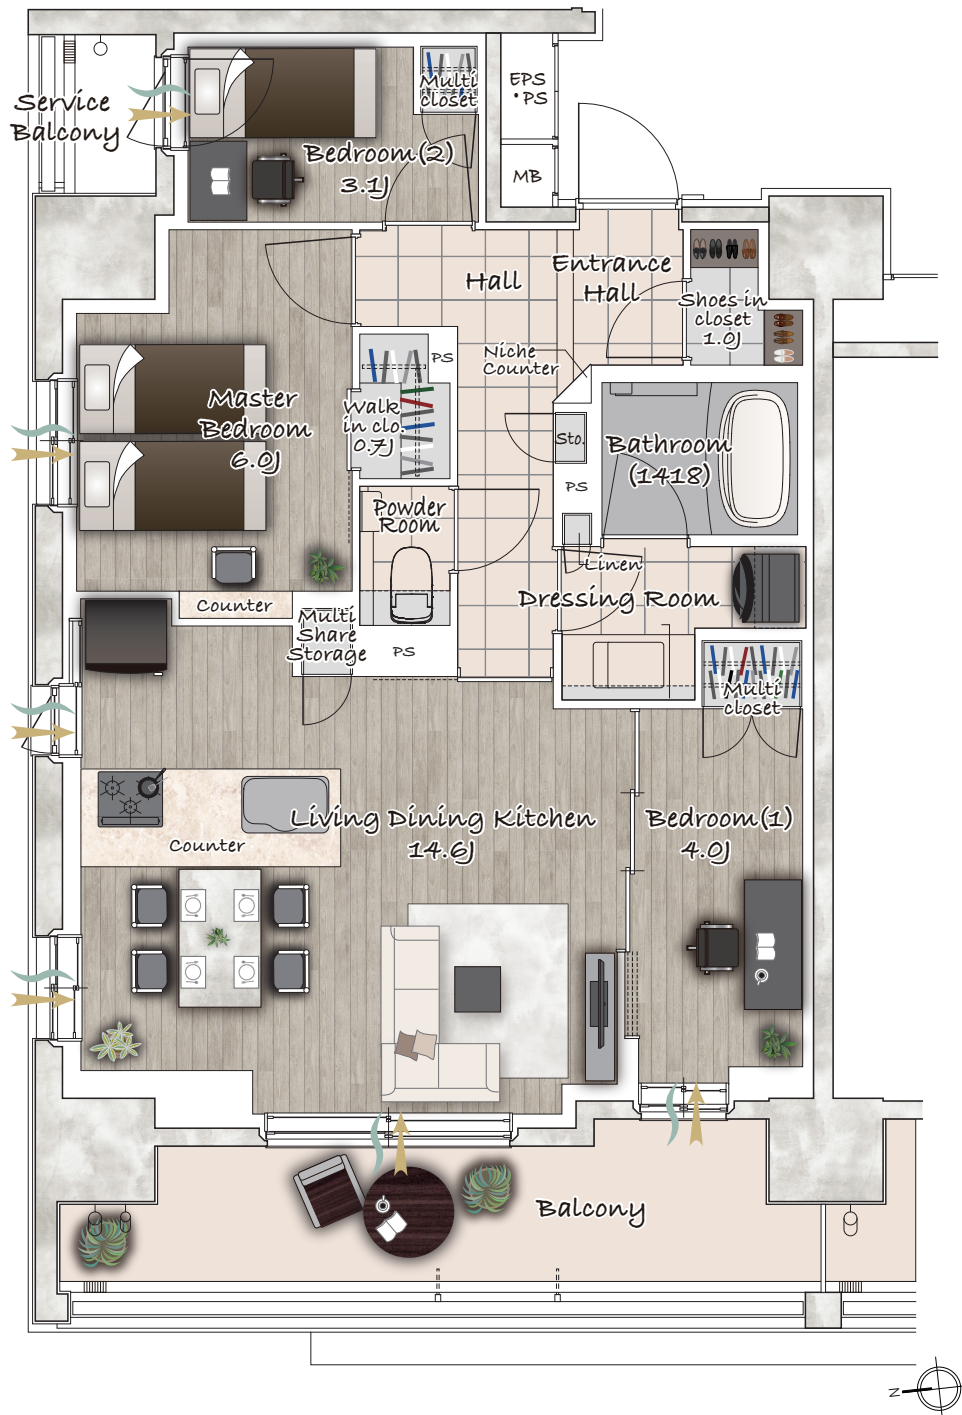 EPS
・PS
Multi
closet
Service
Balcony
Bedroom(2)
3.1J
MB
Hall
Entrance
Hall
Shoes in
closet
1.0J
PS
Niche
Counter
Master
Bedroom
6.0J
Walk
in clo.
0.7J
Sto.
Bathroom
(1418)
PS
Powder
Room
Linen
Dressing Room
Counter
Multi
Share
Storage
PS
Multi
closet
Living Dining Kitchen
14.6J
Bedroom(1)
4.0J
Counter
Balcony
N